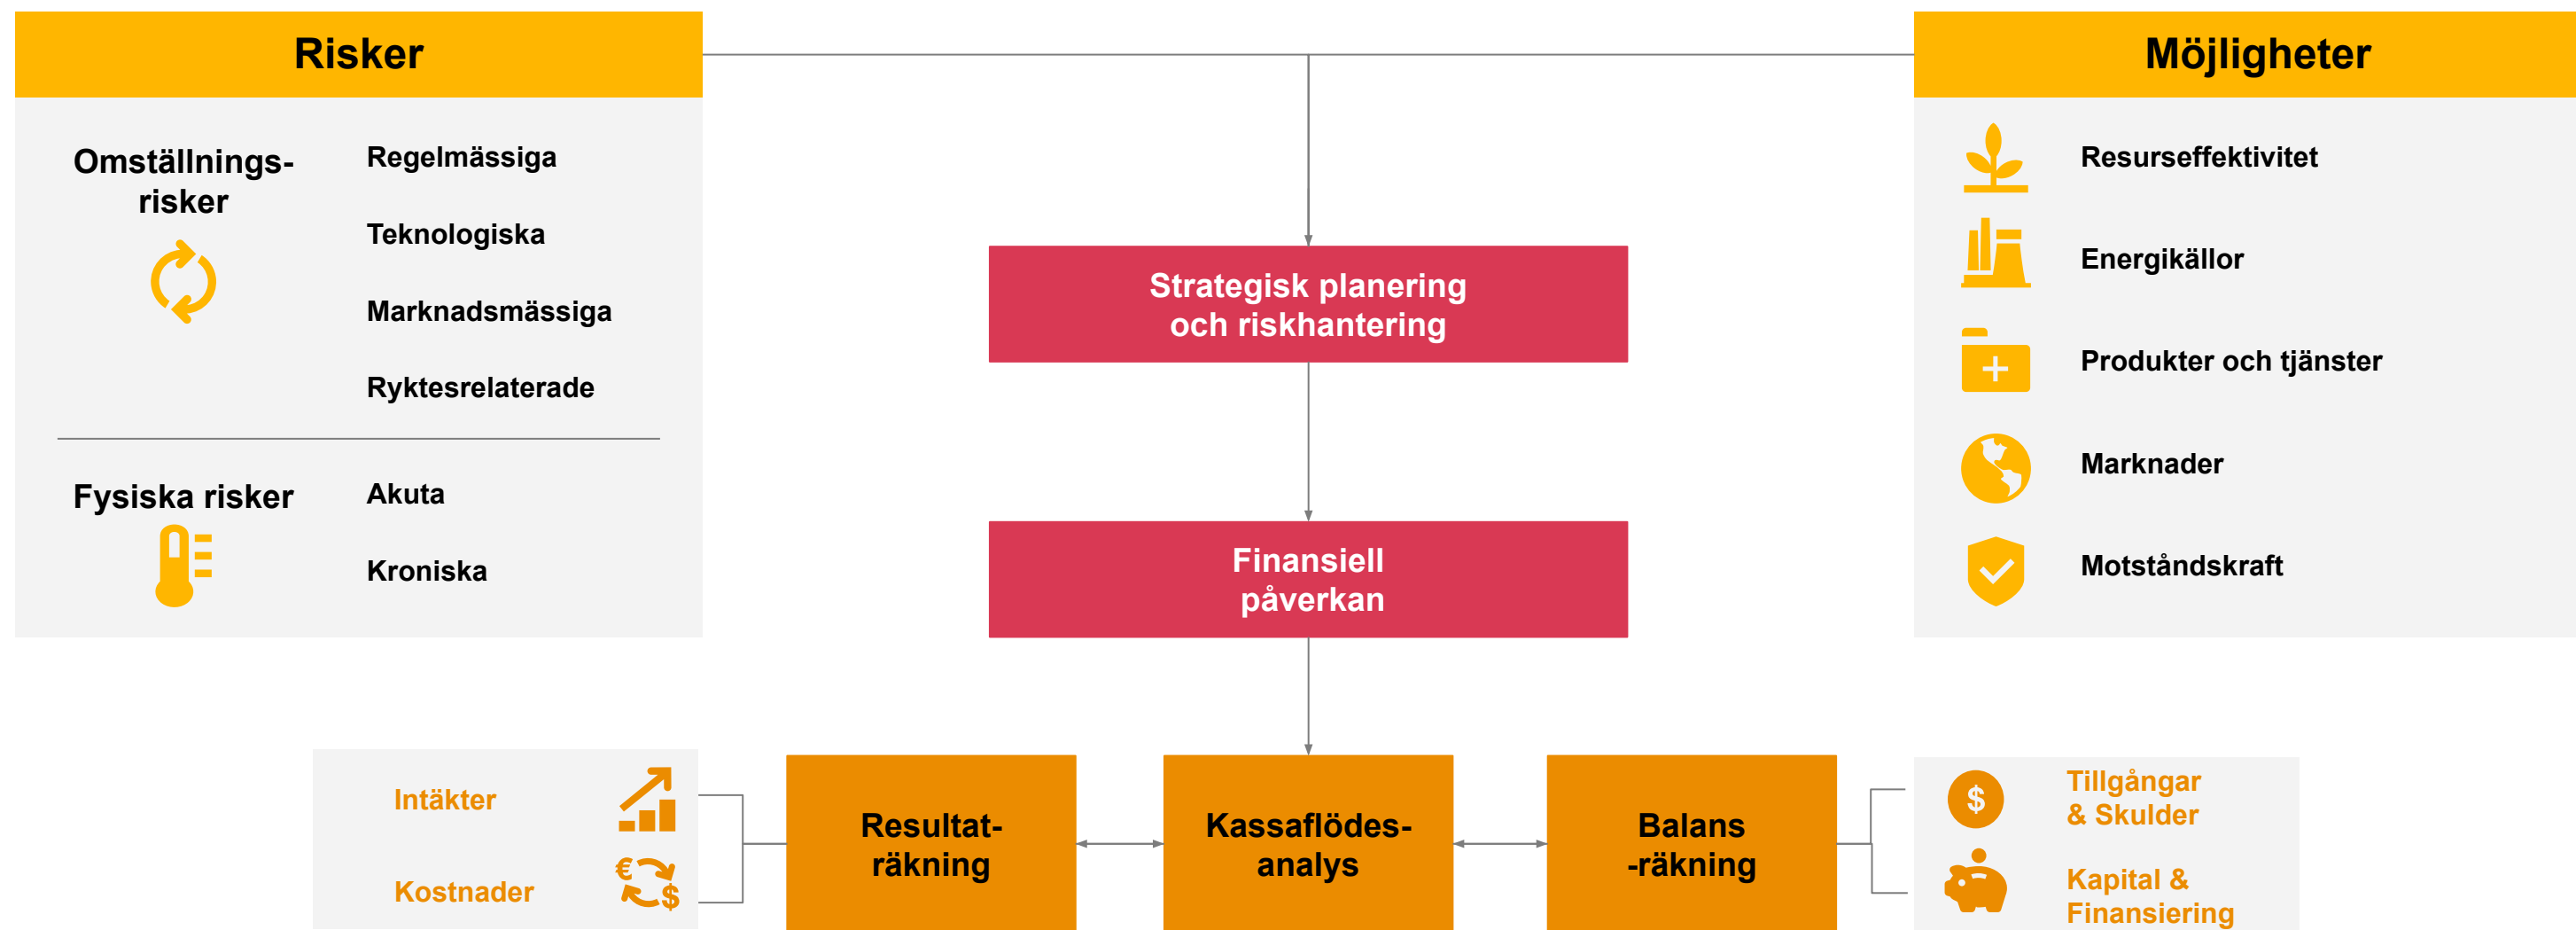 Risker
Omställnings-
risker
Regelmässiga
Teknologiska
Marknadsmässiga
Ryktesrelaterade
Fysiska risker
Akuta
Kroniska
Strategisk planering
och riskhantering
Finansiell
påverkan
Möjligheter
Resurseffektivitet
Energikällor
Produkter och tjänster
Marknader
Motståndskraft
Intäkter
Kostnader
€
$
Resultat-
räkning
Kassaflödes-
analys
Balans
-räkning
$
Tillgångar
& Skulder
Kapital &
Finansiering